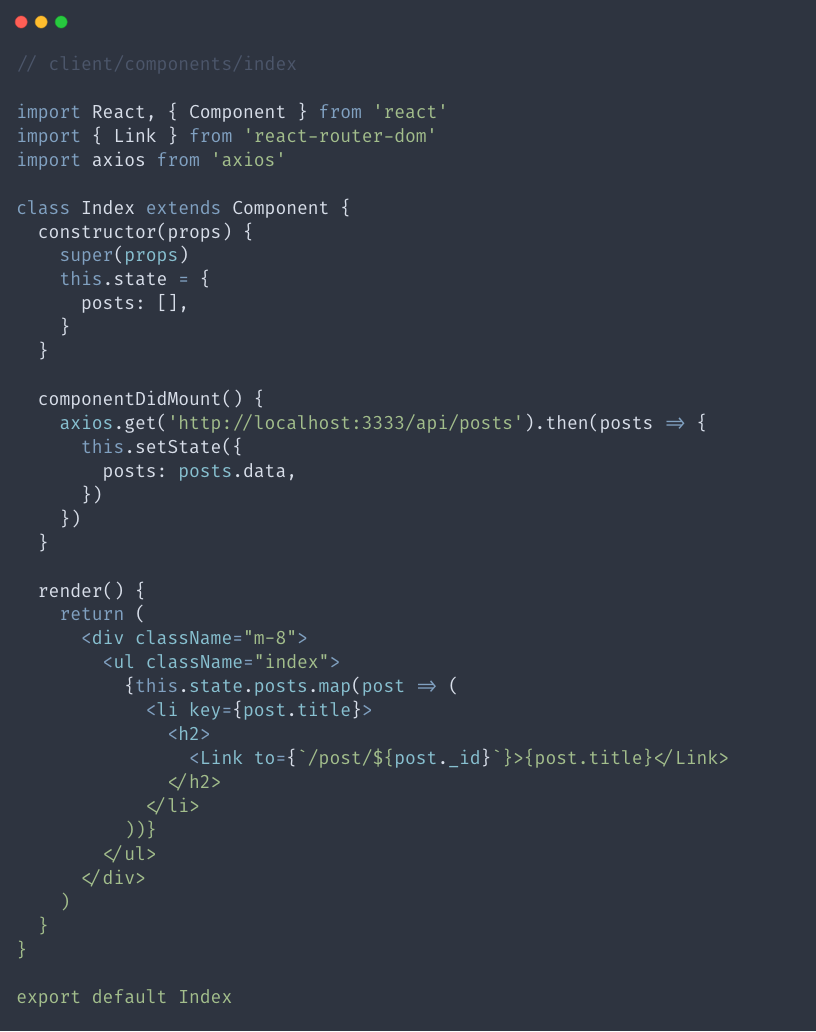 // client/components/index
import React, { Component } from 'react'
import { Link } from 'react-router-dom'
import axios from 'axios'
class Index extends Component {
  constructor(props) {
    super(props)
    this.state = {
      posts: [],
    }
  }
  componentDidMount() {
    axios.get('http://localhost:3333/api/posts').then(posts => {
      this.setState({
        posts: posts.data,
      })
    })
  }
  render() {
    return (
      <div className="m-8">
        <ul className="index">
          {this.state.posts.map(post => (
            <li key={post.title}>
              <h2>
                <Link to={`/post/${post._id}`}>{post.title}</Link>
              </h2>
            </li>
          ))}
        </ul>
      </div>
    )
  }
}
export default Index